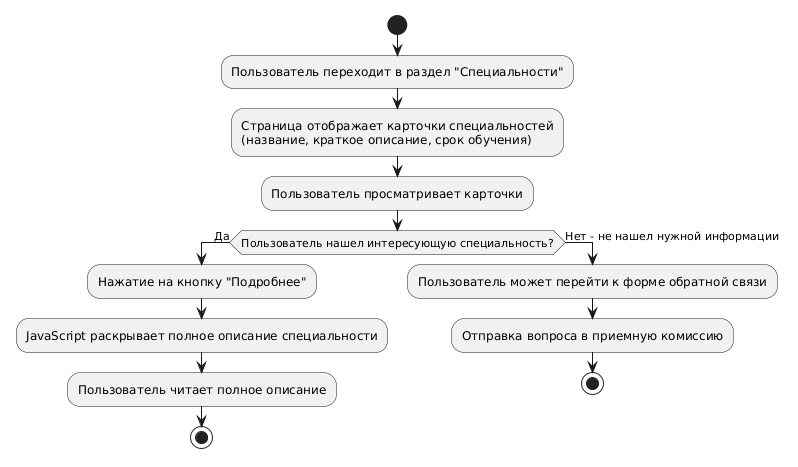 Пользователь переходит в раздел "Специальности"
Страница отображает карточки специальностей
(название, краткое описание, срок обучения)
Пользователь просматривает карточки
Да
Пользователь нашел интересующую специальность?
Нет - не нашел нужной информации
Нажатие на кнопку "Подробнее"
JavaScript раскрывает полное описание специальности
Пользователь читает полное описание
Пользователь может перейти к форме обратной связи
Отправка вопроса в приемную комиссию